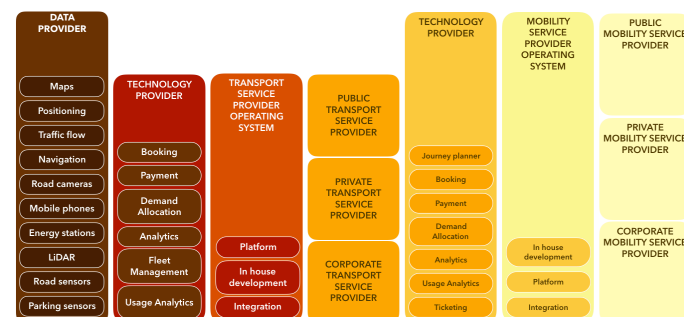 DATA
PROVIDER
Maps
Positioning
Traffic flow
Navigation
Road cameras
Mobile phones
Energy stations
LiDAR
Road sensors
Parking sensors
TECHNOLOGY
PROVIDER
Booking
Payment
Demand
Allocation
Analytics
Fleet
Management
Usage Analytics
TRANSPORT
SERVICE
PROVIDER
OPERATING
SYSTEM
Platform
In house
development
Integration
PUBLIC
TRANSPORT
SERVICE
PROVIDER
PRIVATE
TRANSPORT
SERVICE
PROVIDER
CORPORATE
TRANSPORT
SERVICE
PROVIDER
TECHNOLOGY
PROVIDER
Journey planner
Booking
Payment
Demand
Allocation
Analytics
Usage Analytics
Ticketing
MOBILITY
SERVICE
PROVIDER
OPERATING
SYSTEM
In house
development
Platform
Integration
PUBLIC
MOBILITY SERVICE
PROVIDER
PRIVATE
MOBILITY SERVICE
PROVIDER
CORPORATE
MOBILITY SERVICE
PROVIDER